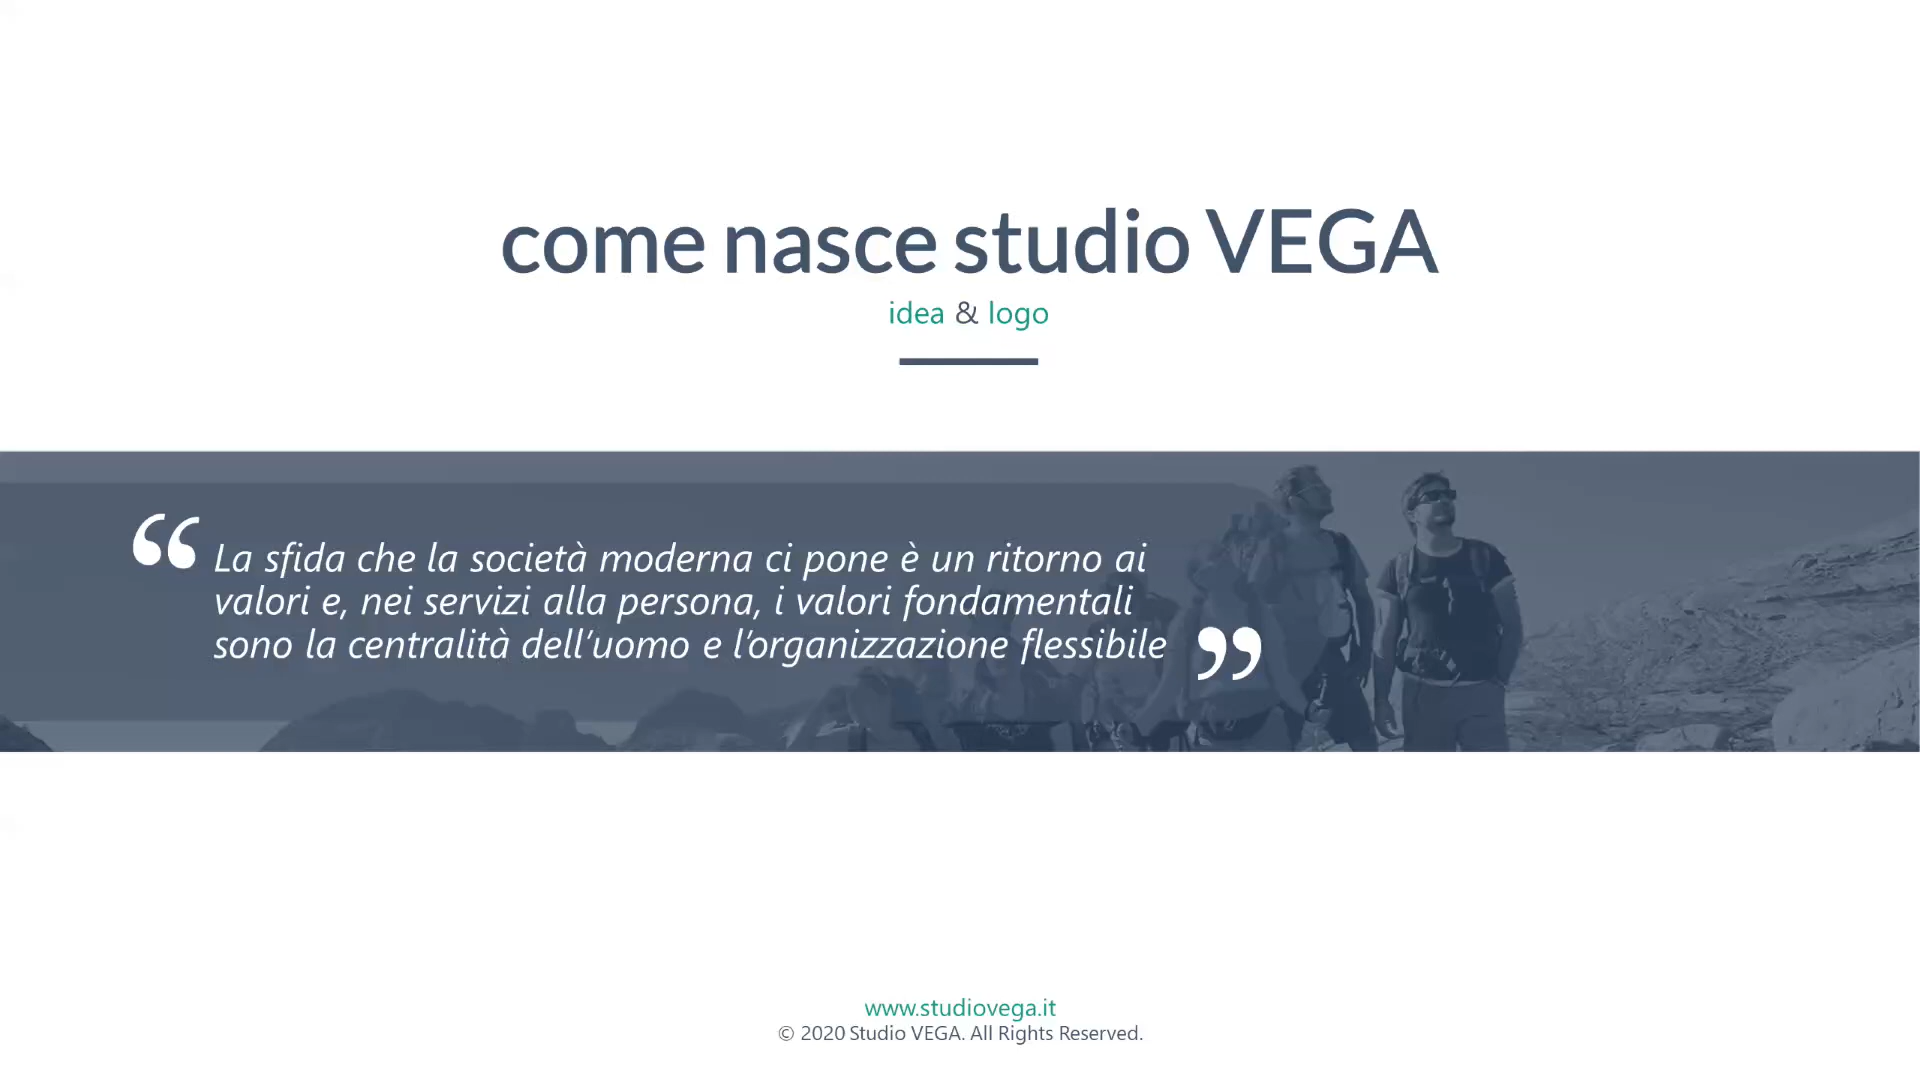 come nasce studio VEGA
idea & logo
“La sfida che la società moderna ci pone è un ritorno ai
valori e, nei servizi alla persona, i valori fondamentali
sono la centralità dell’uomo e l’organizzazione flessibile”
www.studiovega.it
© 2020 Studio VEGA. All Rights Reserved.